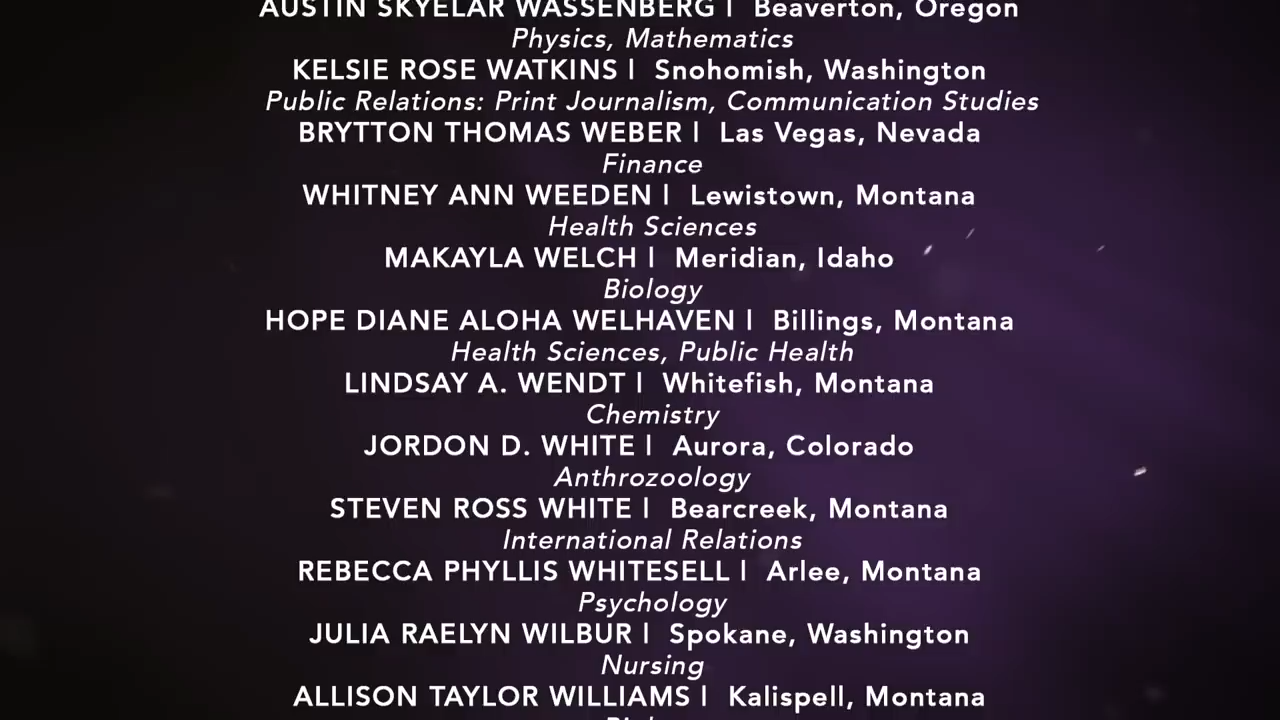 AUSTIN SKYELAR WASSENBERG | Beaverton, Oregon
Physics, Mathematics
KELSIE ROSE WATKINS | Snohomish, Washington
Public Relations: Print Journalism, Communication Studies
BRYTTON THOMAS WEBER | Las Vegas, Nevada
Finance
WHITNEY ANN WEEDEN | Lewistown, Montana
Health Sciences
MAKAYLA WELCH | Meridian, Idaho
Biology
HOPE DIANE ALOHA WELHAVEN | Billings, Montana
Health Sciences, Public Health
LINDSAY A. WENDT | Whitefish, Montana
Chemistry
JORDON D. WHITE | Aurora, Colorado
Anthrozoology
STEVEN ROSS WHITE | Bearcreek, Montana
International Relations
REBECCA PHYLLIS WHITESELL | Arlee, Montana
Psychology
JULIA RAELYN WILBUR | Spokane, Washington
Nursing
ALLISON TAYLOR WILLIAMS | Kalispell, Montana